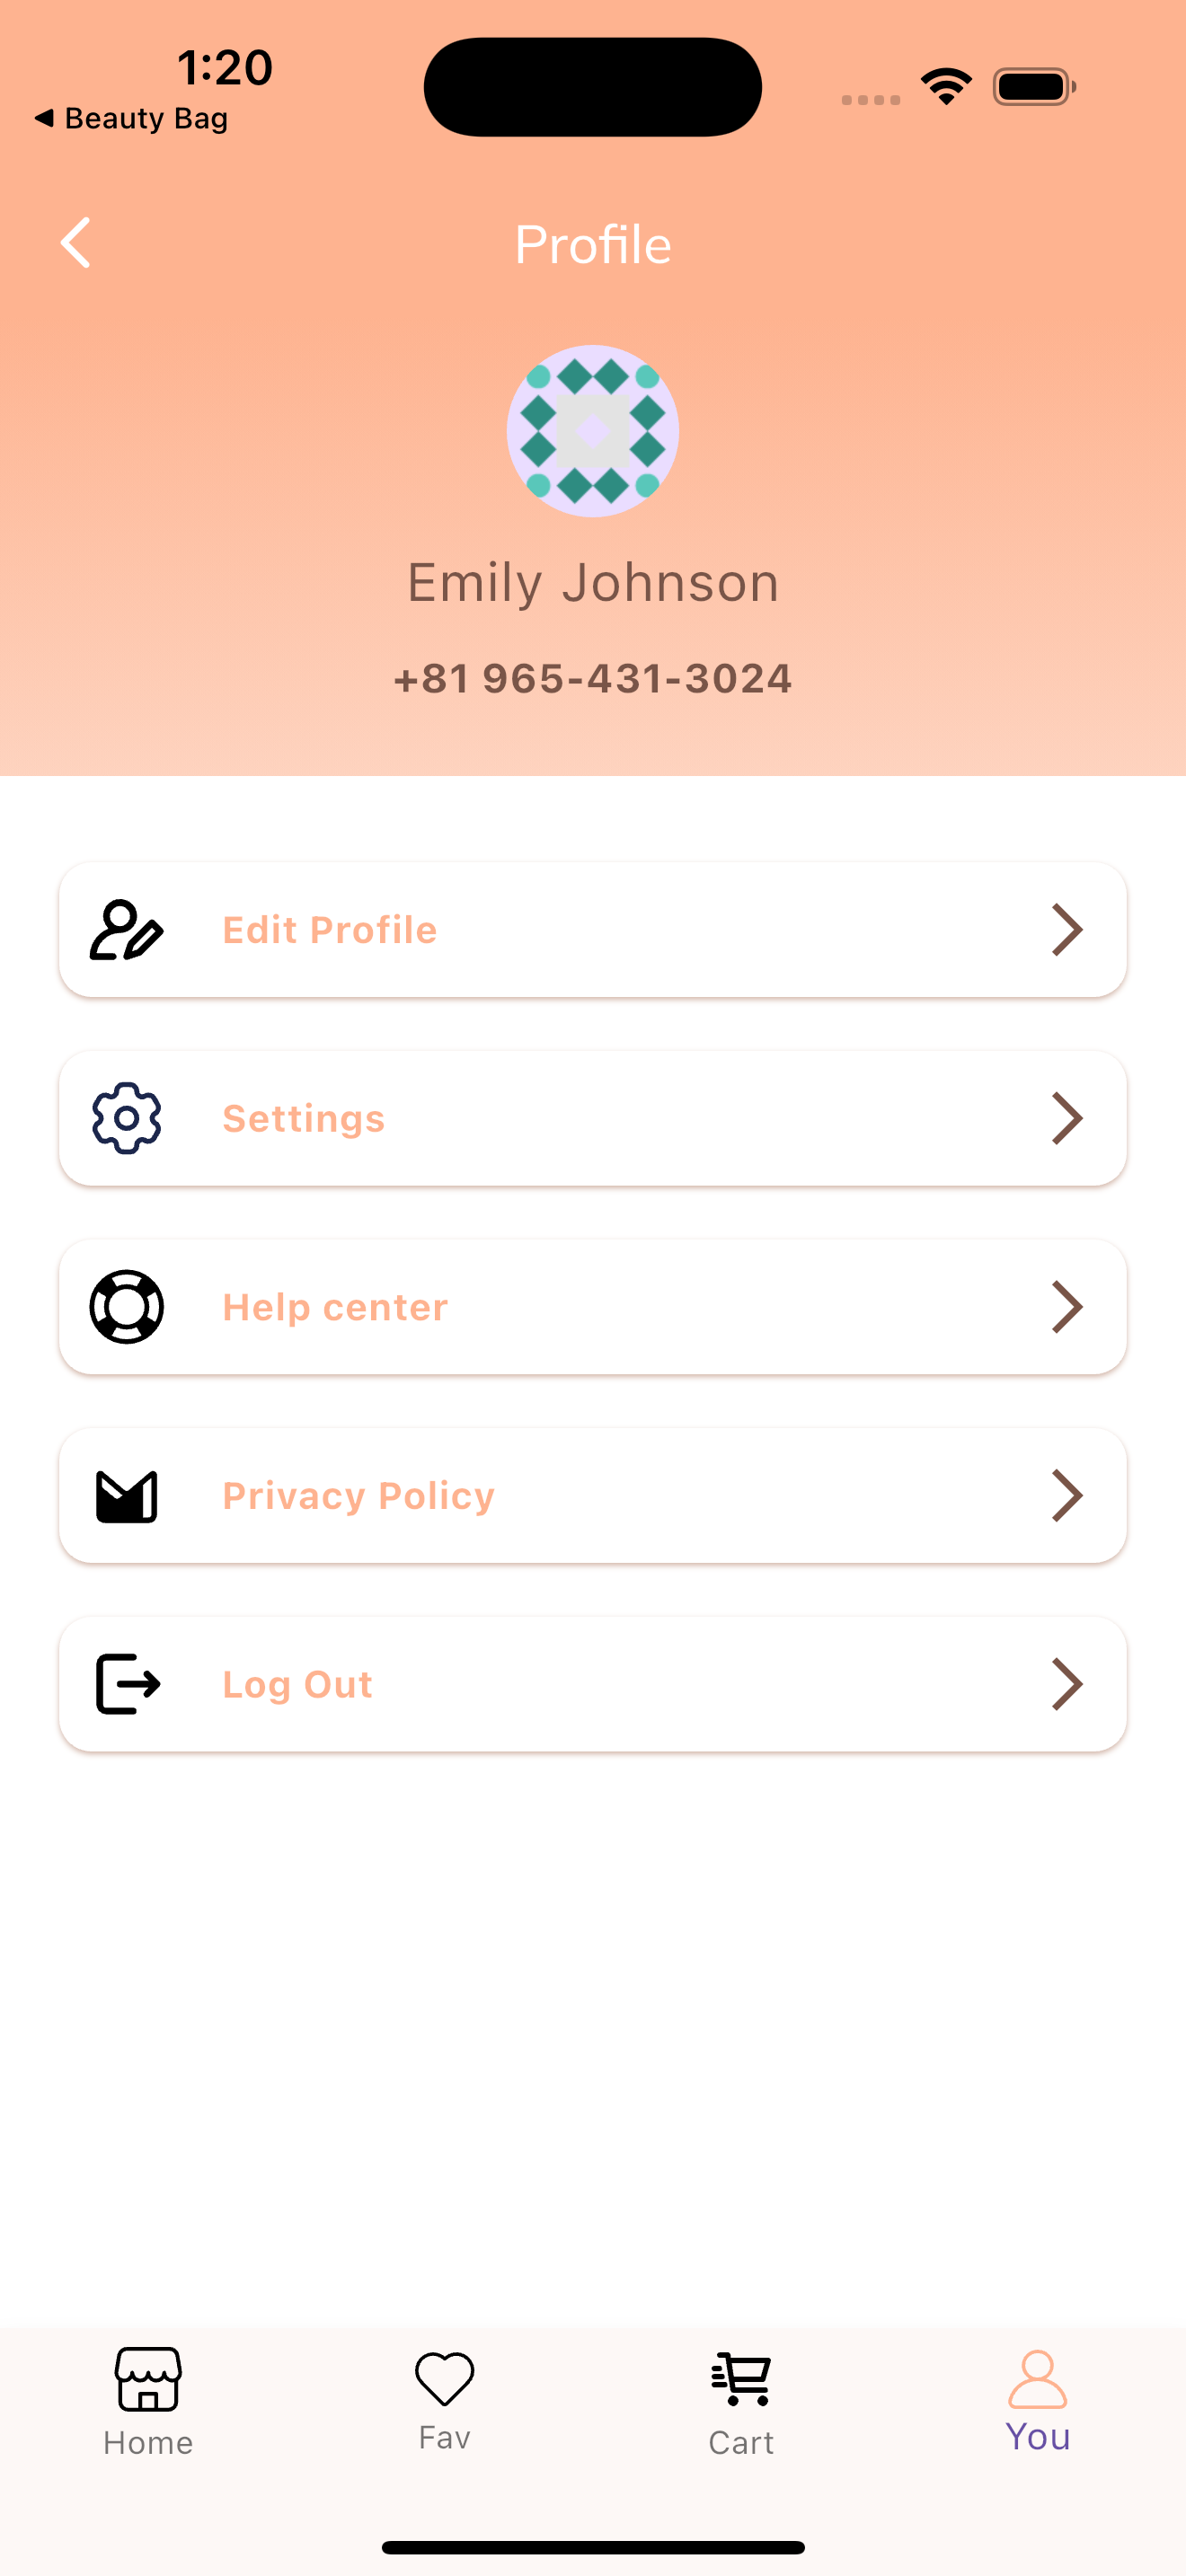 1:20
◀ Beauty Bag
Profile
Emily Johnson
+81 965-431-3024
Edit Profile
Settings
Help center
Privacy Policy
Log Out
Home
Fav
Cart
You